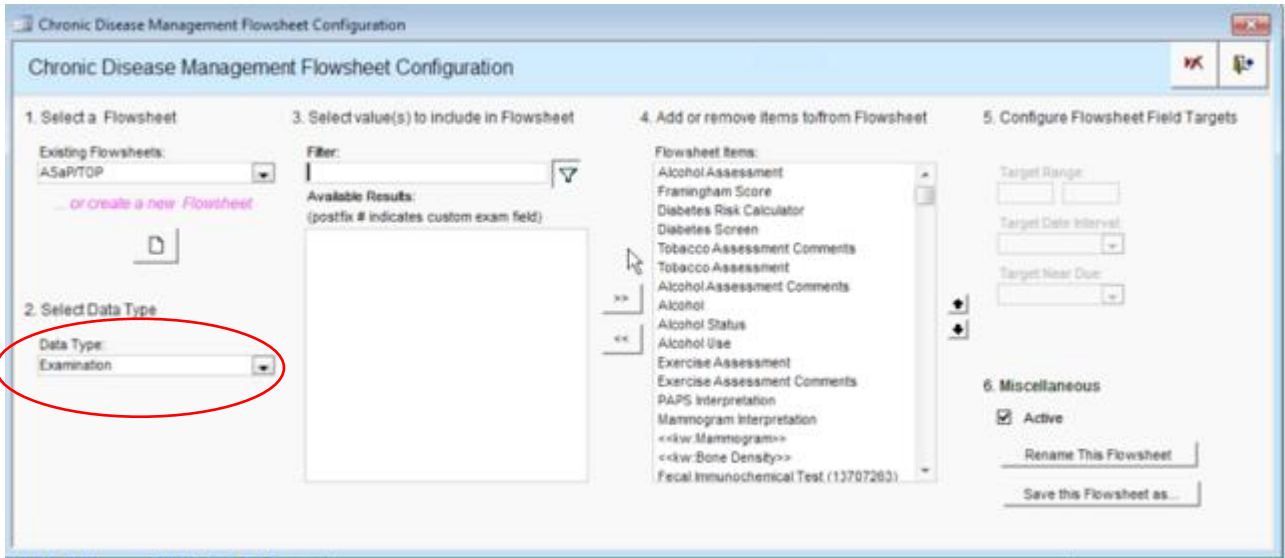 Chronic Disease Management Flowsheet Configuration
Chronic Disease Management Flowsheet Configuration
1. Select a Flowsheet
Existing Flowsheets:
ASaP/TOP
... or create a new Flowsheet
2. Select Data Type
Data Type:
Examination
3. Select value(s) to include in Flowsheet
Filter:
Available Results:
(postfix # indicates custom exam field)
>>
<<
4. Add or remove items to/from Flowsheet
Flowsheet Items:
Alcohol Assessment
Framingham Score
Diabetes Risk Calculator
Diabetes Screen
Tobacco Assessment Comments
Tobacco Assessment
Alcohol Assessment Comments
Alcohol
Alcohol Status
Alcohol Use
Exercise Assessment
Exercise Assessment Comments
PAPS Interpretation
Mammogram Interpretation
<<kw:Mammogram>>
<<kw:Bone Density>>
Fecal Immunochemical Test (13707263)
5. Configure Flowsheet Field Targets
Target Range:
Target Date Interval:
Target Near Due:
6. Miscellaneous
Active
Rename This Flowsheet
Save this Flowsheet as...